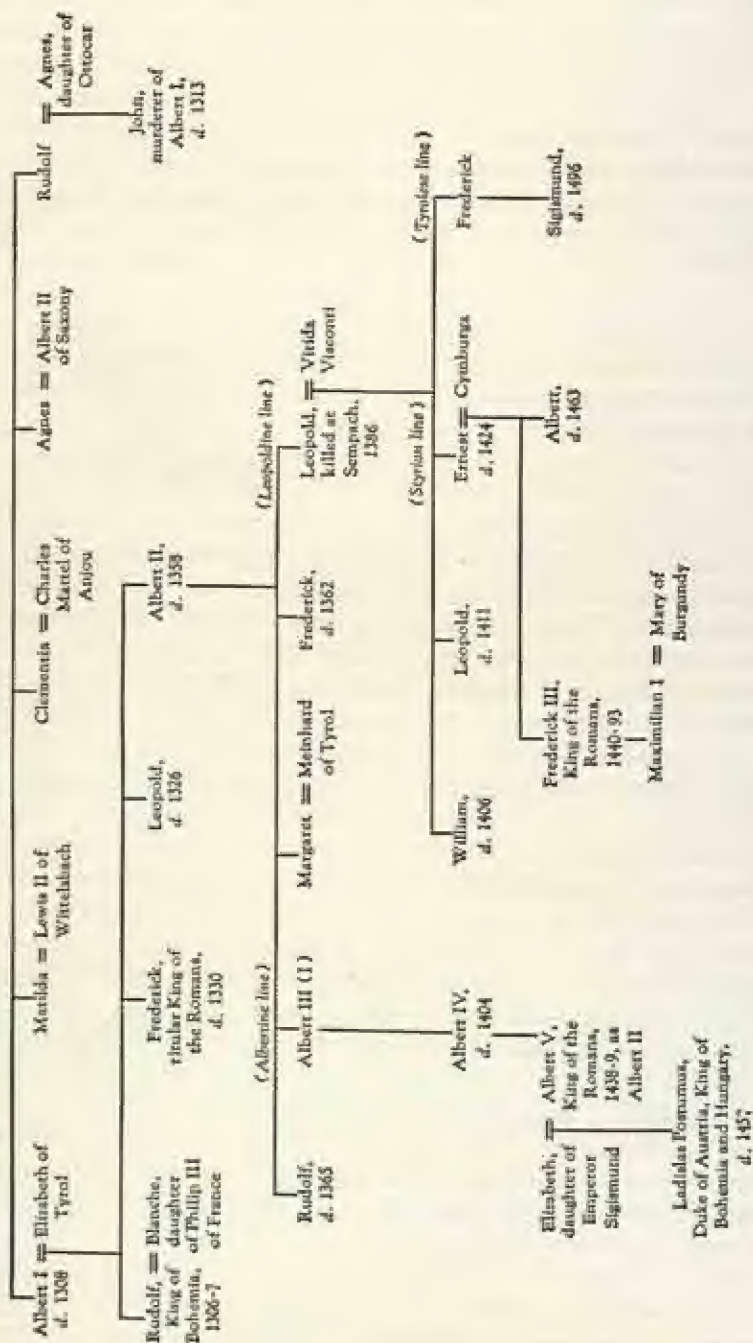 Albert I = Elisabeth of
Tyrol
d. 1308
Matilda = Lewis II of
Wittelsbach
Clementia = Charles
Martel of
Anjou
Agnes = Albert II
of Saxony
Rudolf = Agnes,
daughter of
Ottocar
John,
murderer of
Albert I,
d. 1313
Rudolf, = Blanche,
King of daughter
Bohemia, of Philip III
1306-7 of France
Frederick,
titular King of
the Romans,
d. 1330
Leopold,
d. 1326
Albert II,
d. 1358
(Albertine line)
(Leopoldine line)
Rudolf,
d. 1365
Albert III (I)
Margaret = Meinhard
of Tyrol
Frederick,
d. 1362
Leopold, = Virida
killed at Visconti
Sempach,
1386
Albert IV,
d. 1404
(Styrian line)
(Tyrolese line)
William,
d. 1406
Leopold,
d. 1411
Ernest = Cymburga
d. 1424
Frederick
Elisabeth, = Albert V,
daughter of King of the
Emperor Romans,
Sigismund 1438-9, as
Albert II
Frederick III,
King of the
Romans,
1440-93
Albert,
d. 1463
Sigismund,
d. 1496
Ladislas Postumus,
Duke of Austria, King of
Bohemia and Hungary,
d. 1457
Maximilian I = Mary of
Burgundy